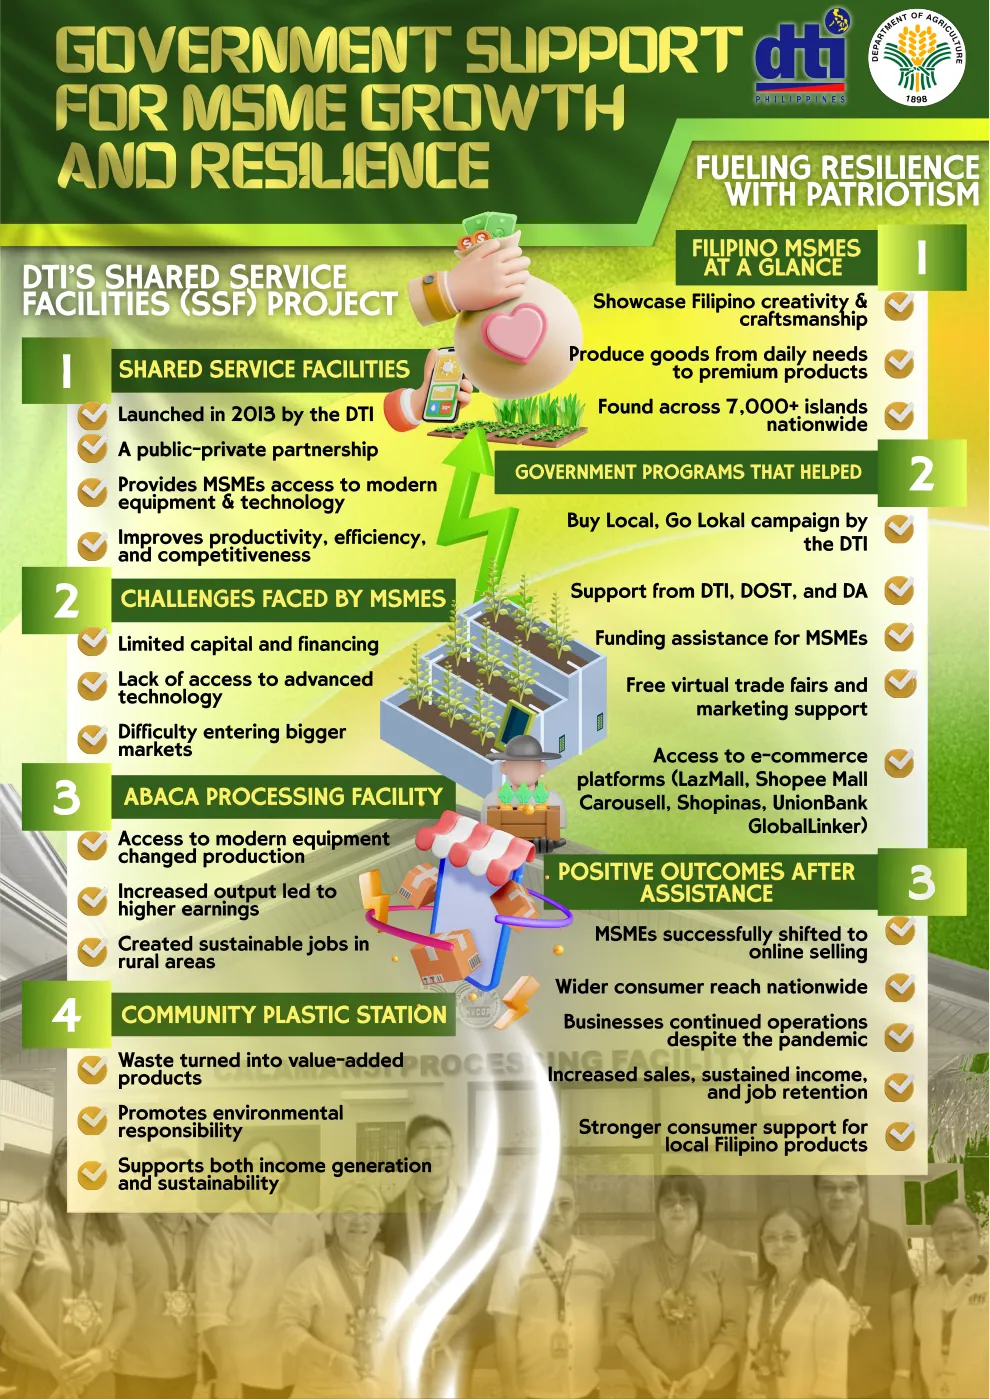 GOVERNMENT SUPPORT
FOR MSME GROWTH
AND RESILIENCE
dti
PHILIPPINES
DEPARTMENT OF AGRICULTURE
1898
DTI'S SHARED SERVICE
FACILITIES (SSF) PROJECT
1
SHARED SERVICE FACILITIES
Launched in 2013 by the DTI
A public-private partnership
Provides MSMEs access to modern
equipment & technology
Improves productivity, efficiency,
and competitiveness
2
CHALLENGES FACED BY MSMES
Limited capital and financing
Lack of access to advanced
technology
Difficulty entering bigger
markets
3
ABACA PROCESSING FACILITY
Access to modern equipment
changed production
Increased output led to
higher earnings
Created sustainable jobs in
rural areas
4
COMMUNITY PLASTIC STATION
Waste turned into value-added
products
Promotes environmental
responsibility
Supports both income generation
and sustainability
FUELING RESILIENCE
WITH PATRIOTISM
FILIPINO MSMES
AT A GLANCE
1
Showcase Filipino creativity &
craftsmanship
Produce goods from daily needs
to premium products
Found across 7,000+ islands
nationwide
GOVERNMENT PROGRAMS THAT HELPED
2
Buy Local, Go Lokal campaign by
the DTI
Support from DTI, DOST, and DA
Funding assistance for MSMEs
Free virtual trade fairs and
marketing support
Access to e-commerce
platforms (LazMall, Shopee Mall
Carousell, Shopinas, UnionBank
GlobalLinker)
POSITIVE OUTCOMES AFTER
ASSISTANCE
3
MSMEs successfully shifted to
online selling
Wider consumer reach nationwide
Businesses continued operations
despite the pandemic
Increased sales, sustained income,
and job retention
Stronger consumer support for
local Filipino products
PROCESSING FACILITY